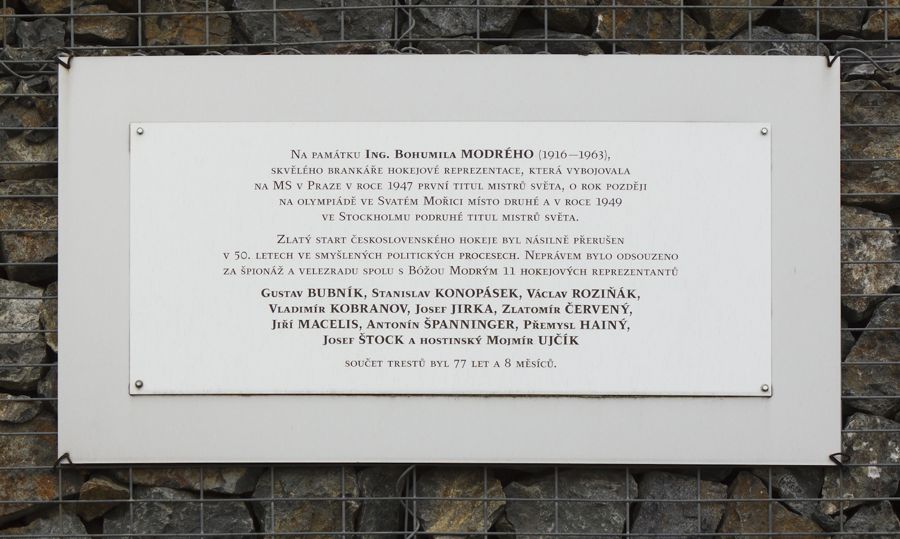 Na památku Ing. Bohumila MODRÉHO (1916—1963),
skvělého brankáře hokejové reprezentace, která vybojovala
na MS v Praze v roce 1947 první titul mistrů světa, o rok později
na olympiádě ve Svatém Mořici místo druhé a v roce 1949
ve Stockholmu podruhé titul mistrů světa.
Zlatý start československého hokeje byl násilně přerušen
v 50. letech ve smyšlených politických procesech. Neprávem bylo odsouzeno
za špionáž a velezradu spolu s Bóžou Modrým 11 hokejových reprezentantů
Gustav BUBNÍK, Stanislav KONOPÁSEK, Václav ROZIŇÁK,
Vladimír KOBRANOV, Josef JIRKA, Zlatomír ČERVENÝ,
Jiří MACELIS, Antonín ŠPANNINGER, Přemysl HAINÝ,
Josef ŠTOCK a hostinský Mojmír UJČÍK
součet trestů byl 77 let a 8 měsíců.